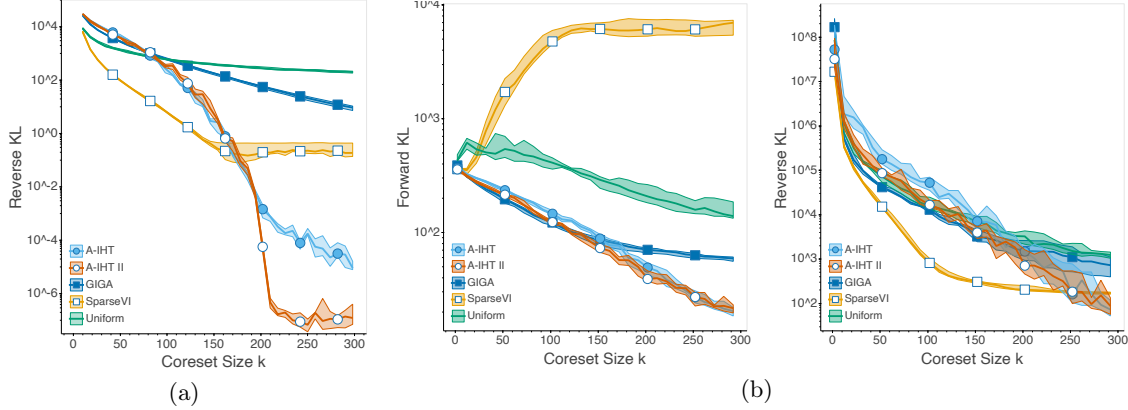 10^4
10^2
10^0
10^-2
10^-4
10^-6
Reverse KL
A-IHT
A-IHT II
GIGA
SparseVI
Uniform
0 50 100 150 200 250 300
Coreset Size k
(a)
10^4
10^3
10^2
Forward KL
A-IHT
A-IHT II
GIGA
SparseVI
Uniform
0 50 100 150 200 250 300
Coreset Size k
10^8
10^7
10^6
10^5
10^4
10^3
10^2
Reverse KL
A-IHT
A-IHT II
GIGA
SparseVI
Uniform
0 50 100 150 200 250 300
Coreset Size k
(b)